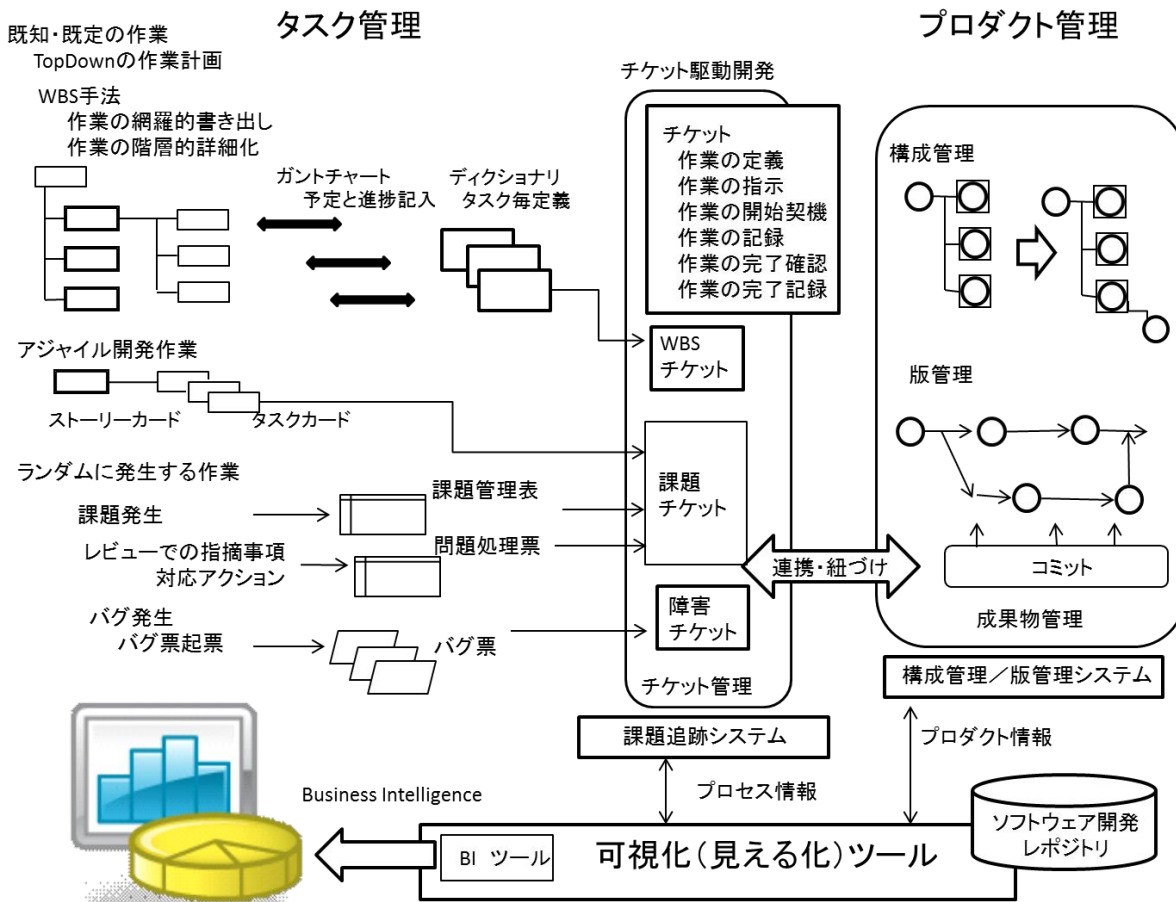 タスク管理
プロダクト管理
既知・既定の作業
TopDownの作業計画
WBS手法
作業の網羅的書き出し
作業の階層的詳細化
ガントチャート
予定と進捗記入
ディクショナリ
タスク毎定義
チケット駆動開発
チケット
作業の定義
作業の指示
作業の開始契機
作業の記録
作業の完了確認
作業の完了記録
WBS
チケット
アジャイル開発作業
ストーリーカード
タスクカード
ランダムに発生する作業
課題発生
課題管理表
レビューでの指摘事項
対応アクション
問題処理票
バグ発生
バグ票起票
バグ票
課題
チケット
障害
チケット
チケット管理
課題追跡システム
連携・紐づけ
構成管理
版管理
コミット
成果物管理
構成管理／版管理システム
プロセス情報
プロダクト情報
Business Intelligence
BI ツール
可視化(見える化)ツール
ソフトウェア開発
レポジトリ